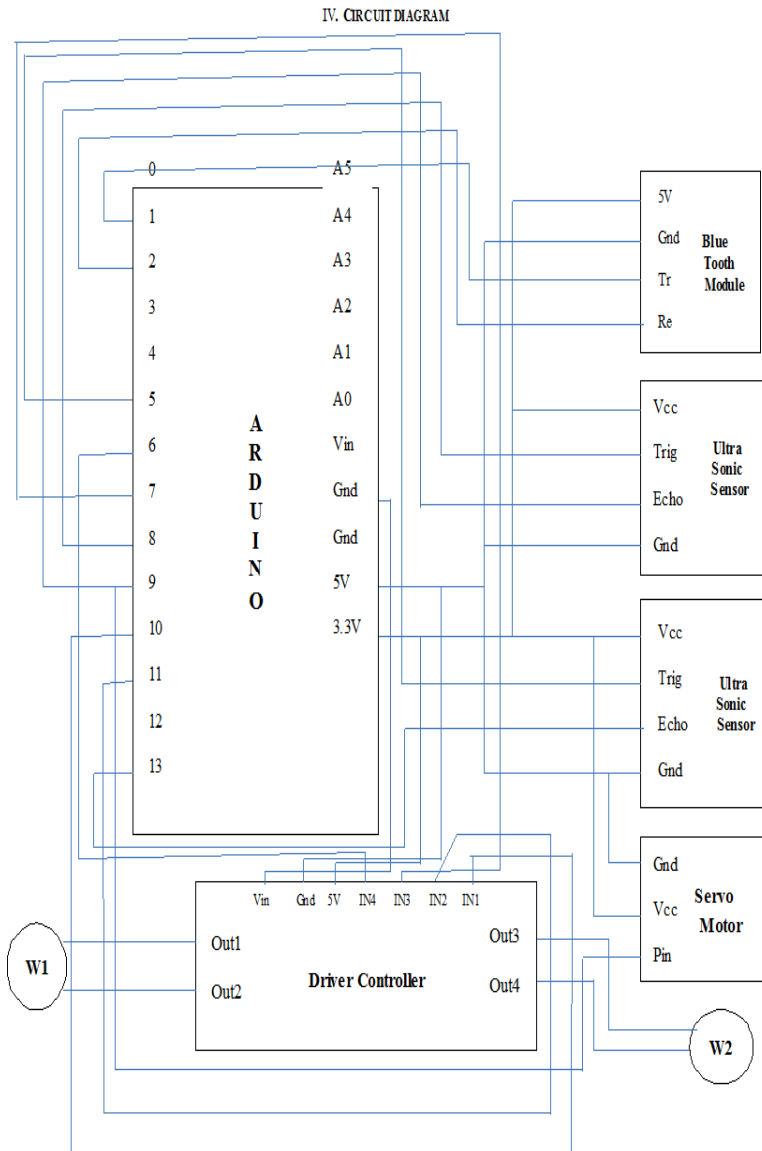 IV. CIRCUIT DIAGRAM
0
1
2
3
4
5
6
7
8
9
10
11
12
13
A5
A4
A3
A2
A1
A0
Vin
Gnd
Gnd
5V
3.3V
ARDUINO
5V
Gnd
Tr
Re
Blue
Tooth
Module
Vcc
Trig
Echo
Gnd
Ultra
Sonic
Sensor
Vcc
Trig
Echo
Gnd
Ultra
Sonic
Sensor
Gnd
Vcc
Pin
Servo
Motor
Vin Gnd 5V IN4 IN3 IN2 IN1
Out1
Out2
Driver Controller
Out3
Out4
W1
W2